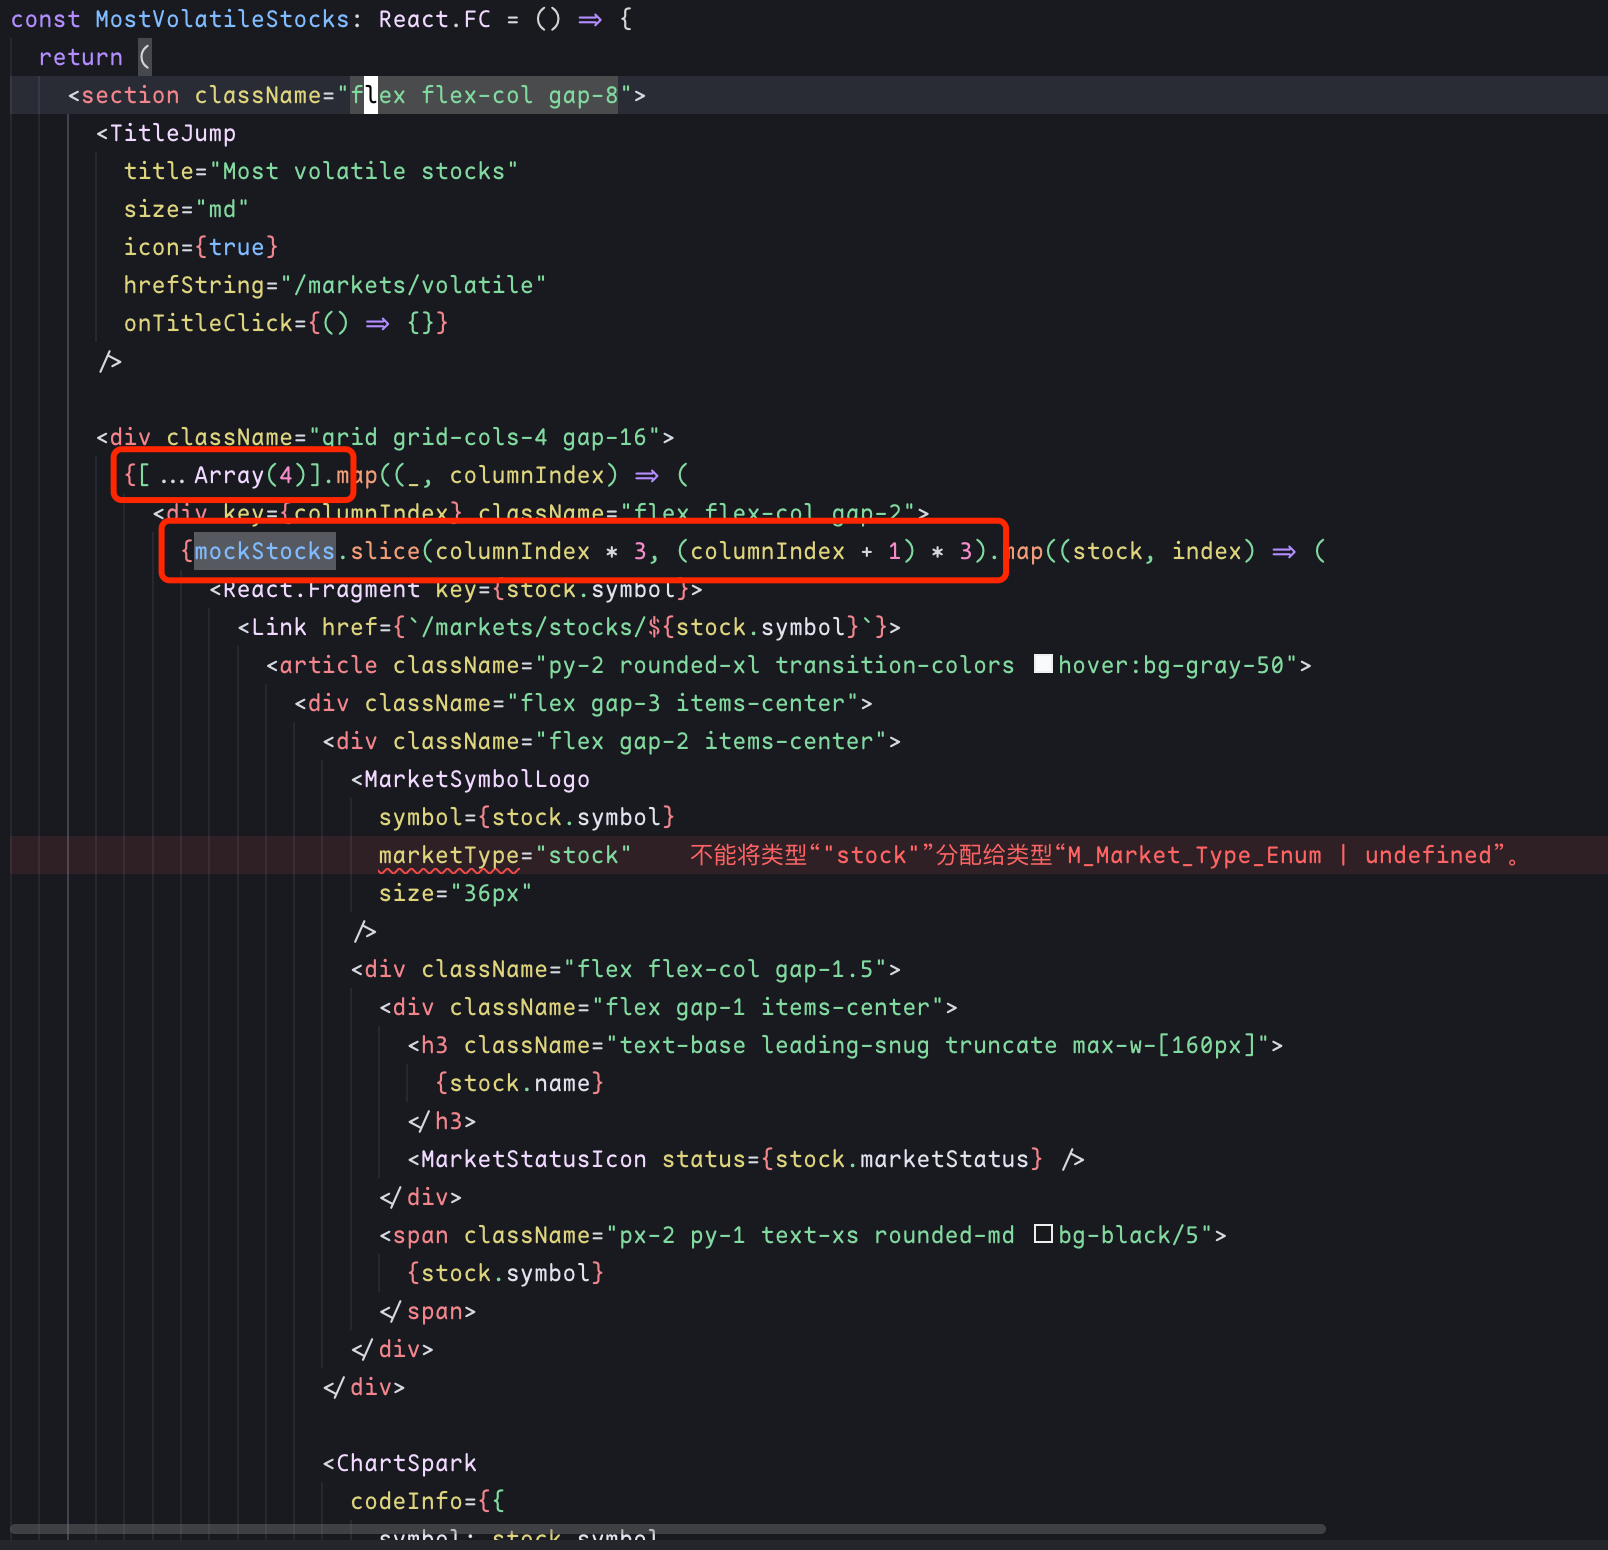 const MostVolatileStocks: React.FC = () => {
return (
<section className="flex flex-col gap-8">
<TitleJump
title="Most volatile stocks"
size="md"
icon={true}
hrefString="/markets/volatile"
onTitleClick={() => {}}
/>
<div className="grid grid-cols-4 gap-16">
{[...Array(4)].map((_, columnIndex) => (
<div key={columnIndex} className="flex flex-col gap-2">
{mockStocks.slice(columnIndex * 3, (columnIndex + 1) * 3).map((stock, index) => (
<React.Fragment key={stock.symbol}>
<Link href={`/markets/stocks/${stock.symbol}`}>
<article className="py-2 rounded-xl transition-colors hover:bg-gray-50">
<div className="flex gap-3 items-center">
<div className="flex gap-2 items-center">
<MarketSymbolLogo
symbol={stock.symbol}
marketType="stock" 不能将类型“"stock"”分配给类型“M_Market_Type_Enum | undefined”。
size="36px"
/>
<div className="flex flex-col gap-1.5">
<div className="flex gap-1 items-center">
<h3 className="text-base leading-snug truncate max-w-[160px]">
{stock.name}
</h3>
<MarketStatusIcon status={stock.marketStatus} />
</div>
<span className="px-2 py-1 text-xs rounded-md bg-black/5">
{stock.symbol}
</span>
</div>
</div>
<ChartSpark
codeInfo={{
symbol: stock.symbol